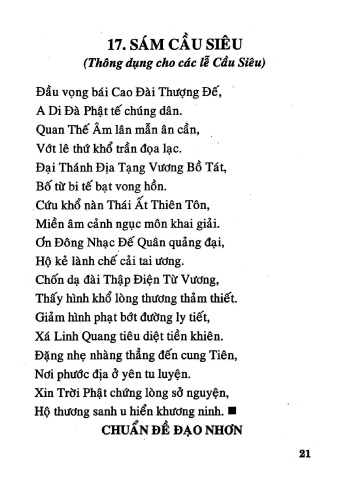 17. SÁM CẦU SIÊU
(Thông dụng cho các lễ Cầu Siêu)
Đầu vọng bái Cao Đài Thượng Đế,
A Di Đà Phật tế chúng dân.
Quan Thế Âm lân mẫn ân cần,
Vớt lê thứ khổ trần đọa lạc.
Đại Thánh Địa Tạng Vương Bồ Tát,
Bố từ bi tế bạt vong hồn.
Cứu khổ nàn Thái Ất Thiên Tôn,
Miền âm cảnh ngục môn khai giải.
Ơn Đông Nhạc Đế Quân quảng đại,
Hộ kẻ lành chế cải tai ương.
Chốn dạ đài Thập Điện Từ Vương,
Thấy hình khổ lòng thương thảm thiết.
Giảm hình phạt bớt đường ly tiết,
Xá Linh Quang tiêu diệt tiền khiên.
Đặng nhẹ nhàng thẳng đến cung Tiên,
Nơi phước địa ở yên tu luyện.
Xin Trời Phật chứng lòng sở nguyện,
Hộ thương sanh u hiển khương ninh. ■
CHUẨN ĐỀ ĐẠO NHƠN
21